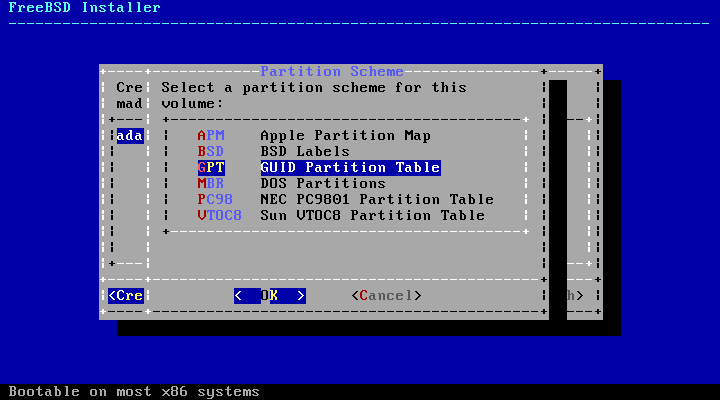 FreeBSD Installer
Partition Scheme
Cre
mad
Select a partition scheme for this
volume:
ada
APM Apple Partition Map
BSD BSD Labels
GPT GUID Partition Table
MBR DOS Partitions
PC98 NEC PC9801 Partition Table
VTOC8 Sun VTOC8 Partition Table
<Cre
< OK >
<Cancel>
h>
Bootable on most x86 systems